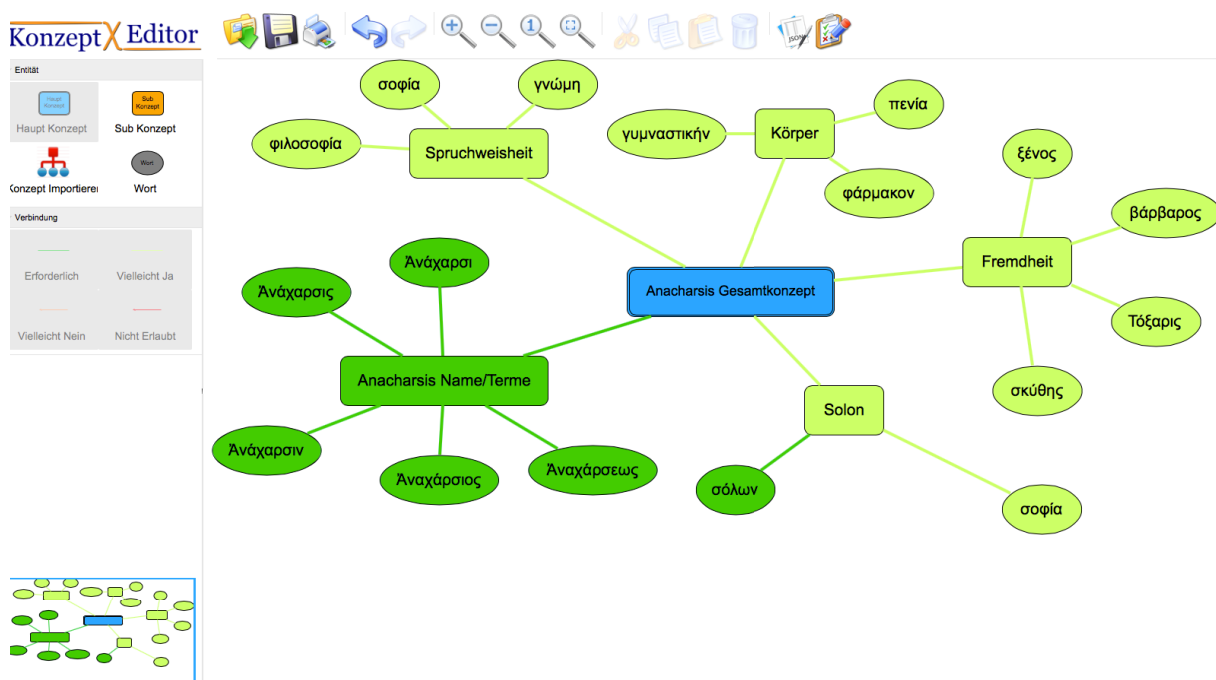 KonzeptX Editor
Entität
Haupt Konzept
Haupt Konzept
Sub Konzept
Sub Konzept
Konzept Importieren
Wort
Wort
Verbindung
Erforderlich
Vielleicht Ja
Vielleicht Nein
Nicht Erlaubt
1
JSON
σοφία
γνώμη
φιλοσοφία
Spruchweisheit
γυμναστικήν
Körper
πενία
φάρμακον
ξένος
βάρβαρος
Fremdheit
Τόξαρις
σκύθης
Ἀνάχαρσι
Ἀνάχαρσις
Anacharsis Gesamtkonzept
Anacharsis Name/Terme
Solon
Ἀνάχαρσιν
Ἀναχάρσιος
Ἀναχάρσεως
σόλων
σοφία